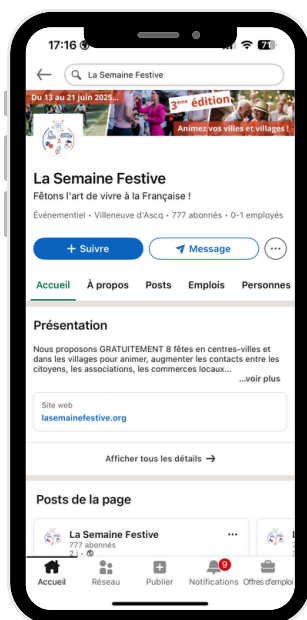 17:16
71
La Semaine Festive
Du 13 au 21 juin 2025...
3ème édition
Animez vos villes et villages !
La Semaine Festive
Fêtons l'art de vivre à la Française !
Événementiel • Villeneuve d'Ascq • 777 abonnés • 0-1 employés
+ Suivre
Message
Accueil À propos Posts Emplois Personnes
Présentation
Nous proposons GRATUITEMENT 8 fêtes en centres-villes et
dans les villages pour animer, augmenter les contacts entre les
citoyens, les associations, les commerces locaux...
...voir plus
Site web
lasemainefestive.org
Afficher tous les détails →
Posts de la page
La Semaine Festive
777 abonnés
2 j •
9
Accueil Réseau Publier Notifications Offres d'emploi